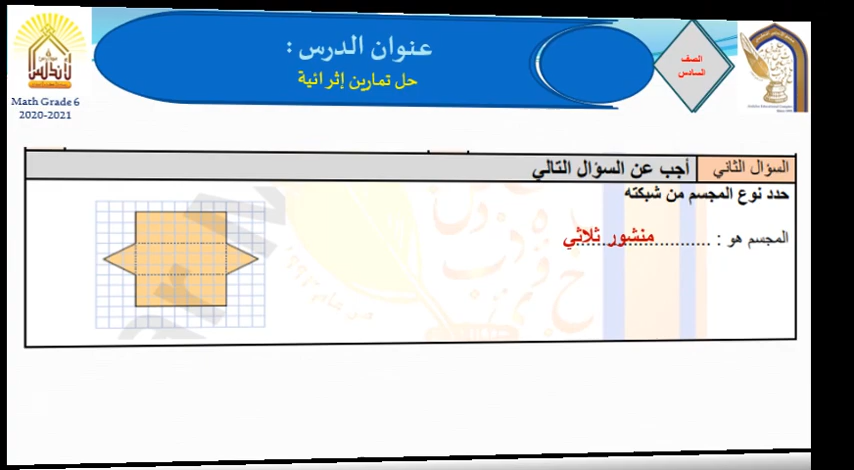 عنوان الدرس :
حل تمارين إثرائية
الصف
السادس
الأندلس
Math Grade 6
2020-2021
السؤال الثاني
أجب عن السؤال التالي
حدد نوع المجسم من شبكته
المجسم هو : .......منشور ثلاثي.......